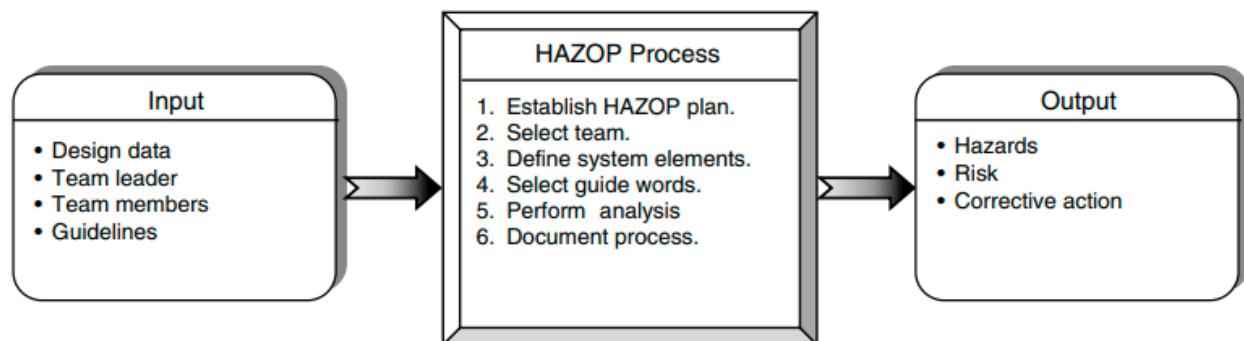 Input
• Design data
• Team leader
• Team members
• Guidelines
HAZOP Process
1. Establish HAZOP plan.
2. Select team.
3. Define system elements.
4. Select guide words.
5. Perform analysis
6. Document process.
Output
• Hazards
• Risk
• Corrective action